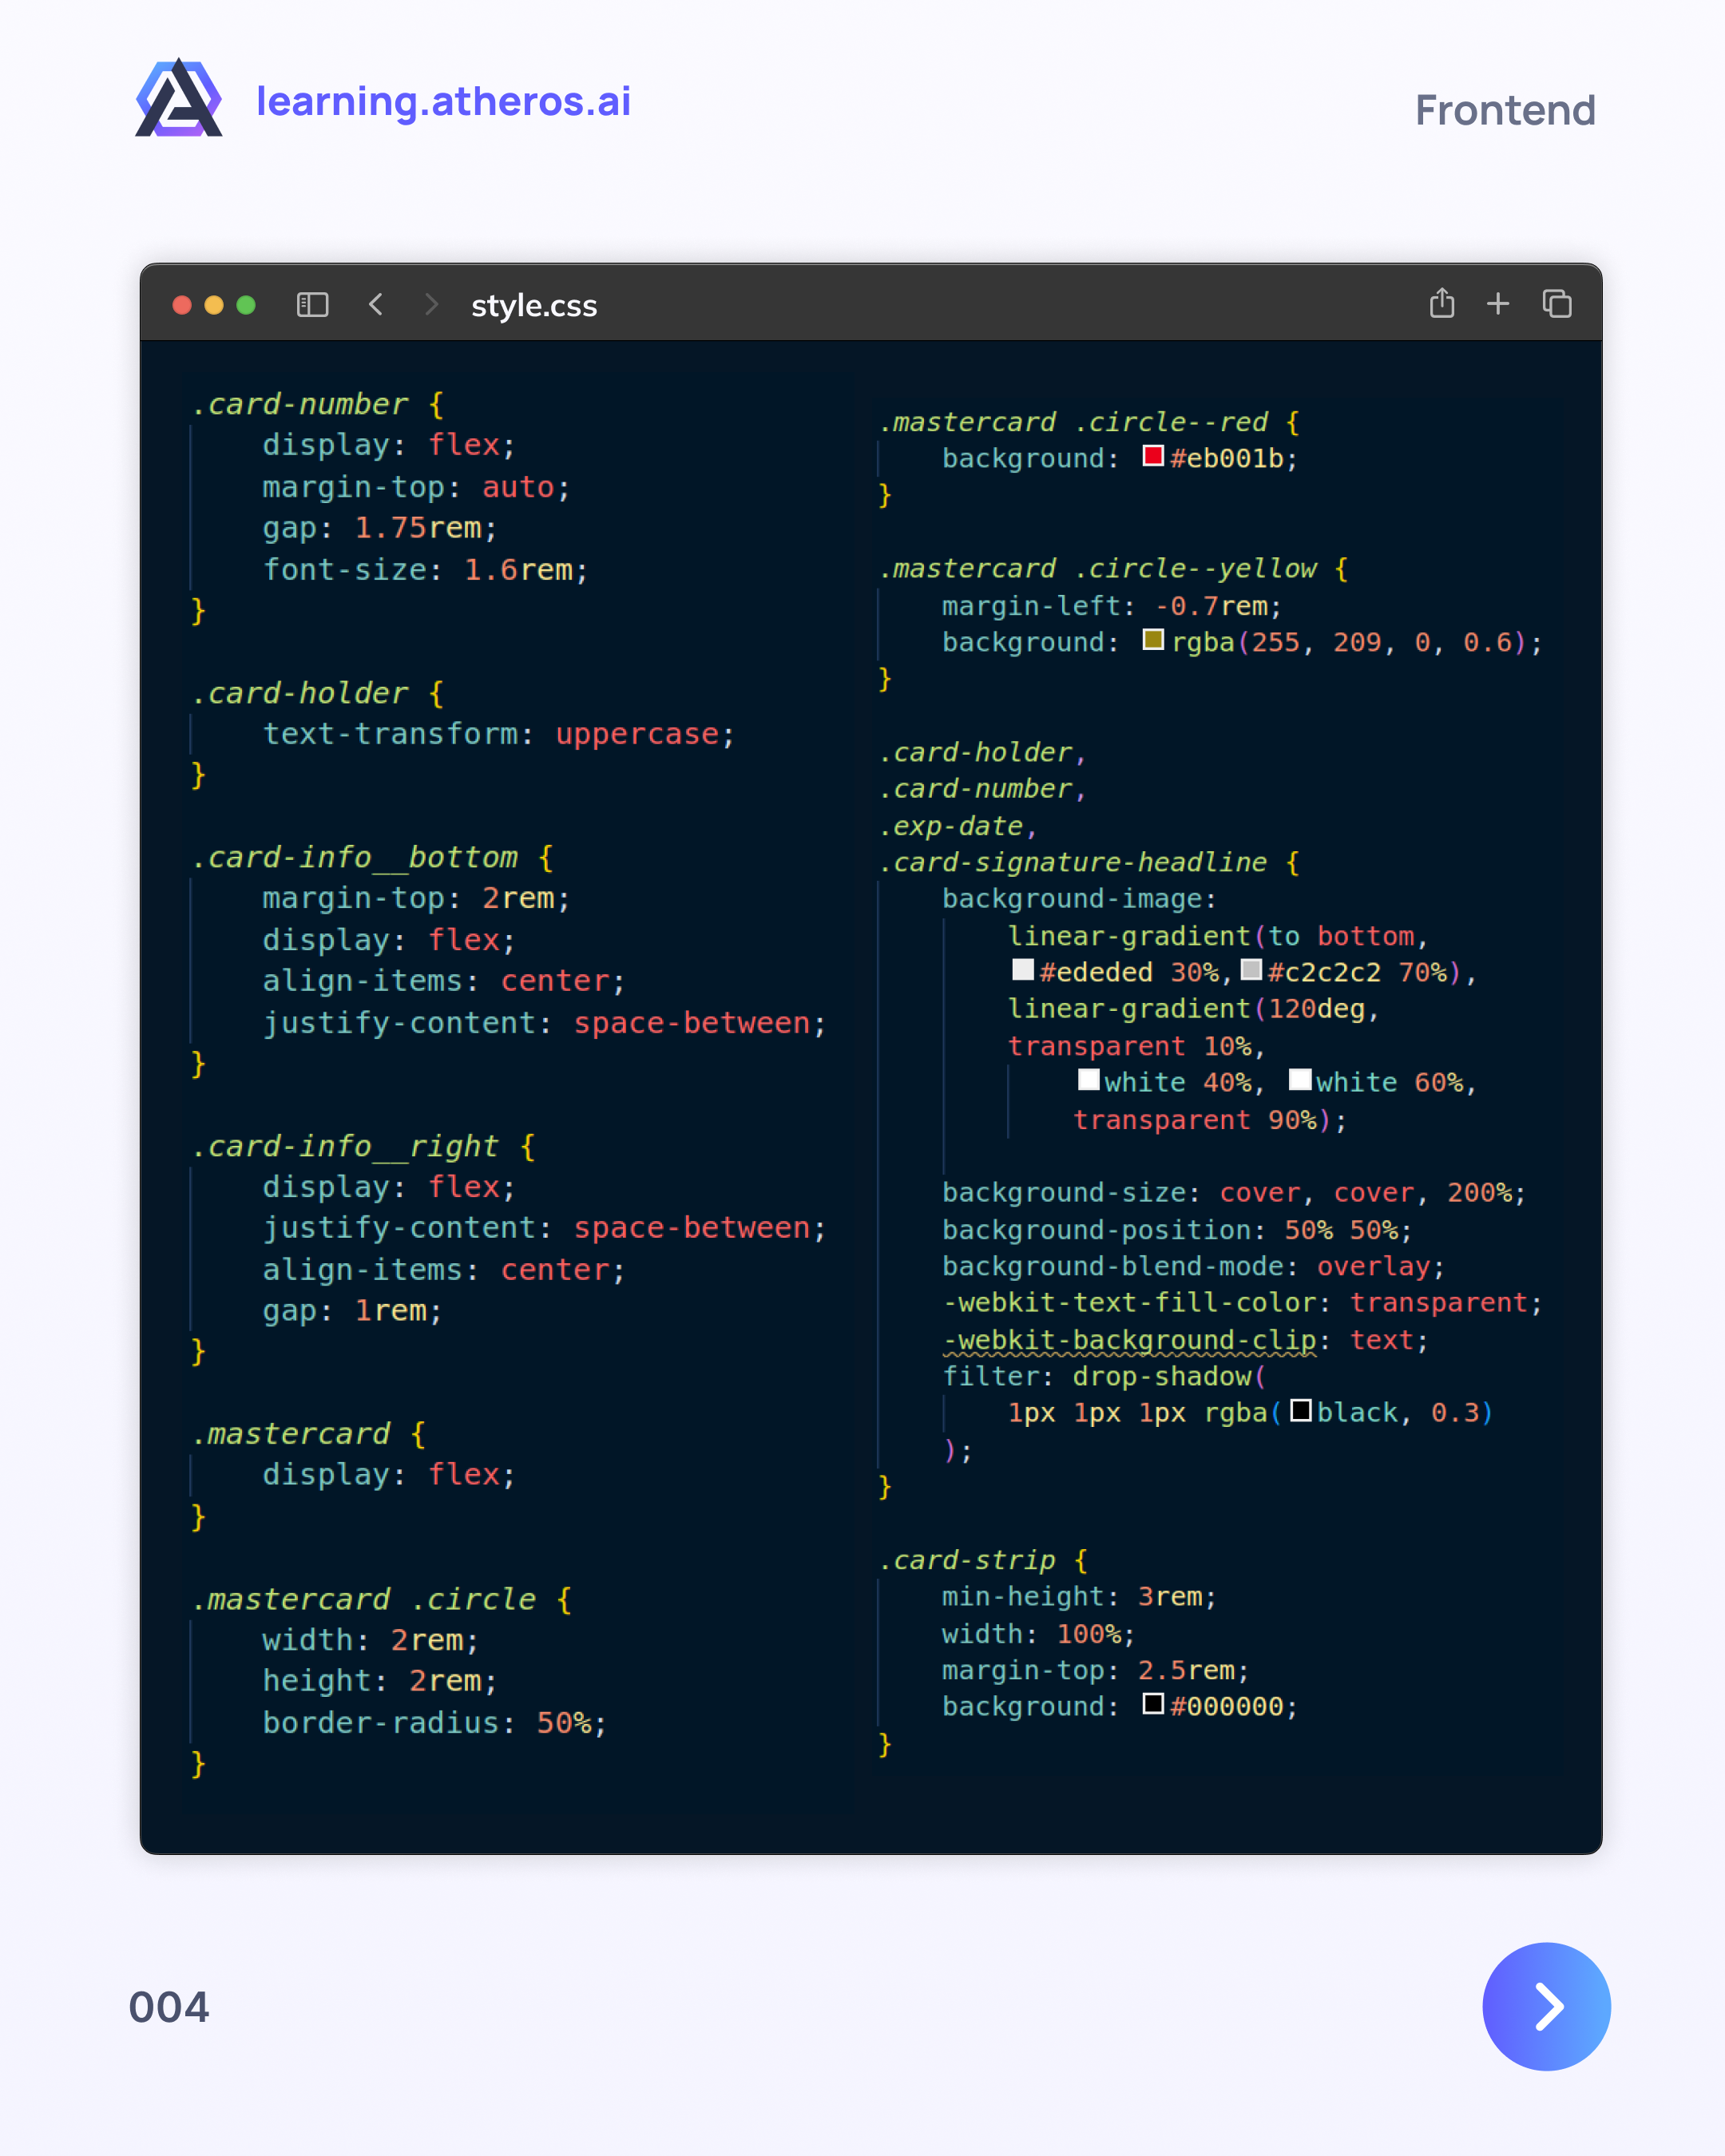 learning.atheros.ai
Frontend
style.css
.card-number {
    display: flex;
    margin-top: auto;
    gap: 1.75rem;
    font-size: 1.6rem;
}

.card-holder {
    text-transform: uppercase;
}

.card-info__bottom {
    margin-top: 2rem;
    display: flex;
    align-items: center;
    justify-content: space-between;
}

.card-info__right {
    display: flex;
    justify-content: space-between;
    align-items: center;
    gap: 1rem;
}

.mastercard {
    display: flex;
}

.mastercard .circle {
    width: 2rem;
    height: 2rem;
    border-radius: 50%;
}

.mastercard .circle--red {
    background: #eb001b;
}

.mastercard .circle--yellow {
    margin-left: -0.7rem;
    background: rgba(255, 209, 0, 0.6);
}

.card-holder,
.card-number,
.exp-date,
.card-signature-headline {
    background-image:
        linear-gradient(to bottom,
        #ededed 30%, #c2c2c2 70%),
        linear-gradient(120deg,
        transparent 10%,
            white 40%, white 60%,
            transparent 90%);

    background-size: cover, cover, 200%;
    background-position: 50% 50%;
    background-blend-mode: overlay;
    -webkit-text-fill-color: transparent;
    -webkit-background-clip: text;
    filter: drop-shadow(
        1px 1px 1px rgba(black, 0.3)
    );
}

.card-strip {
    min-height: 3rem;
    width: 100%;
    margin-top: 2.5rem;
    background: #000000;
}
004